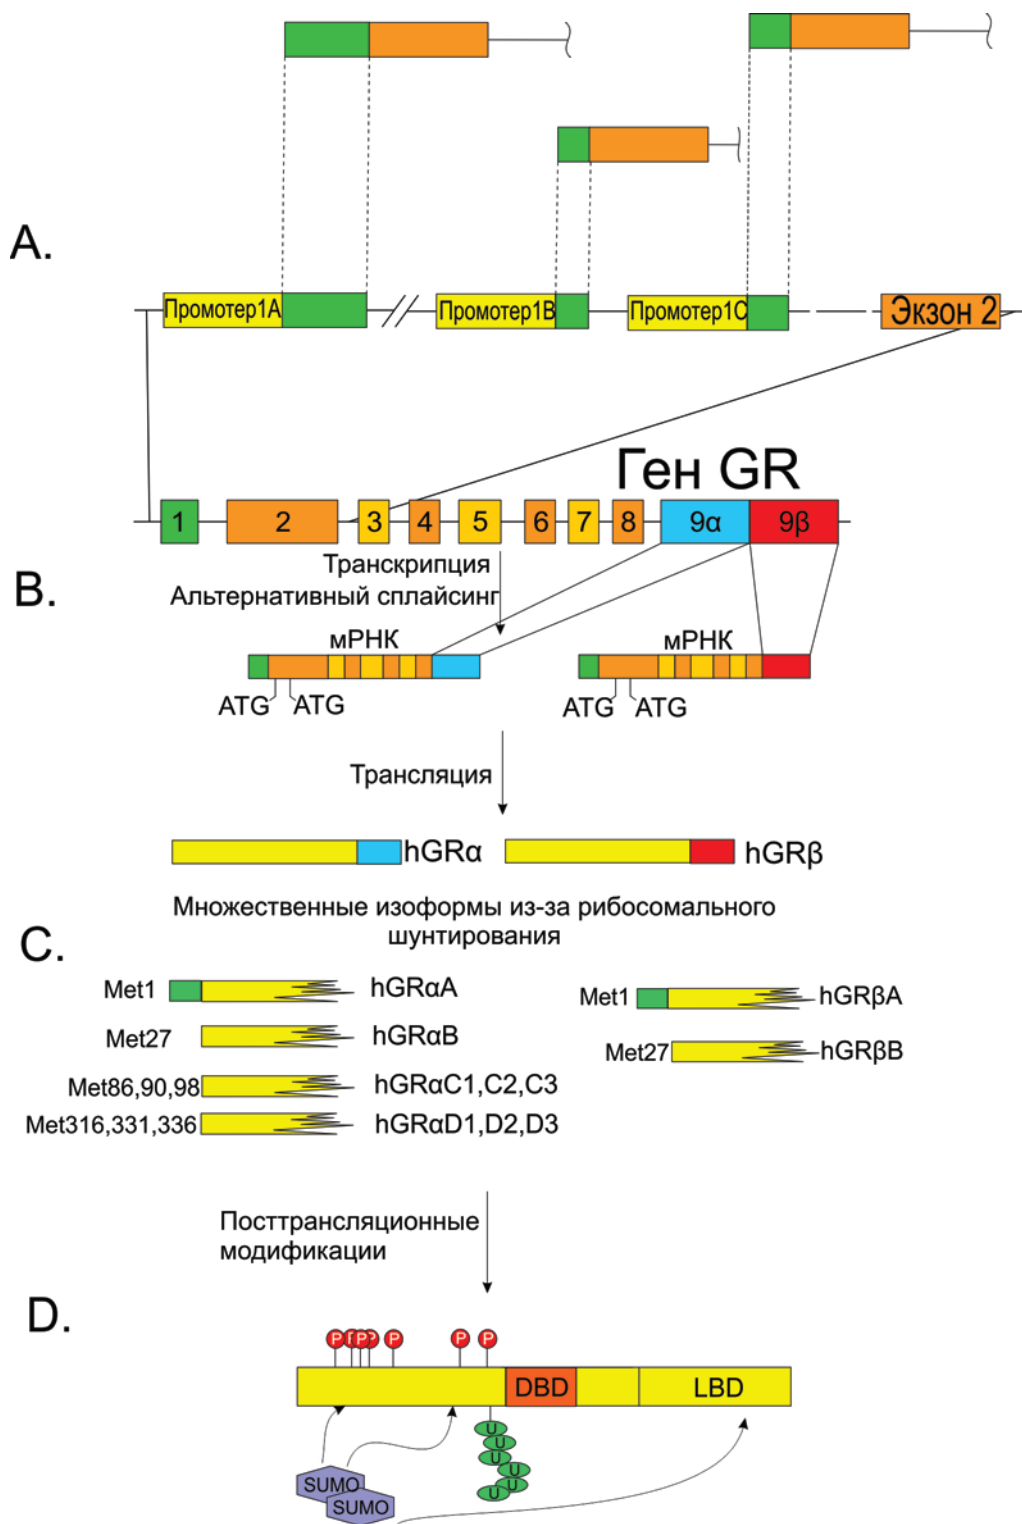 A.
Промотер1A
Промотер1B
Промотер1C
Экзон 2
Ген GR
1 2 3 4 5 6 7 8 9α 9β
B.
Транскрипция
Альтернативный сплайсинг
мРНК
мРНК
ATG ATG
ATG ATG
Трансляция
hGRα
hGRβ
Множественные изоформы из-за рибосомального
шунтирования
C.
Met1 hGRαA
Met27 hGRαB
Met86,90,98 hGRαC1,C2,C3
Met316,331,336 hGRαD1,D2,D3
Met1 hGRβA
Met27 hGRβB
Посттрансляционные
модификации
D.
P P P P P P P
DBD
LBD
U
U
U
U
U
U
SUMO
SUMO